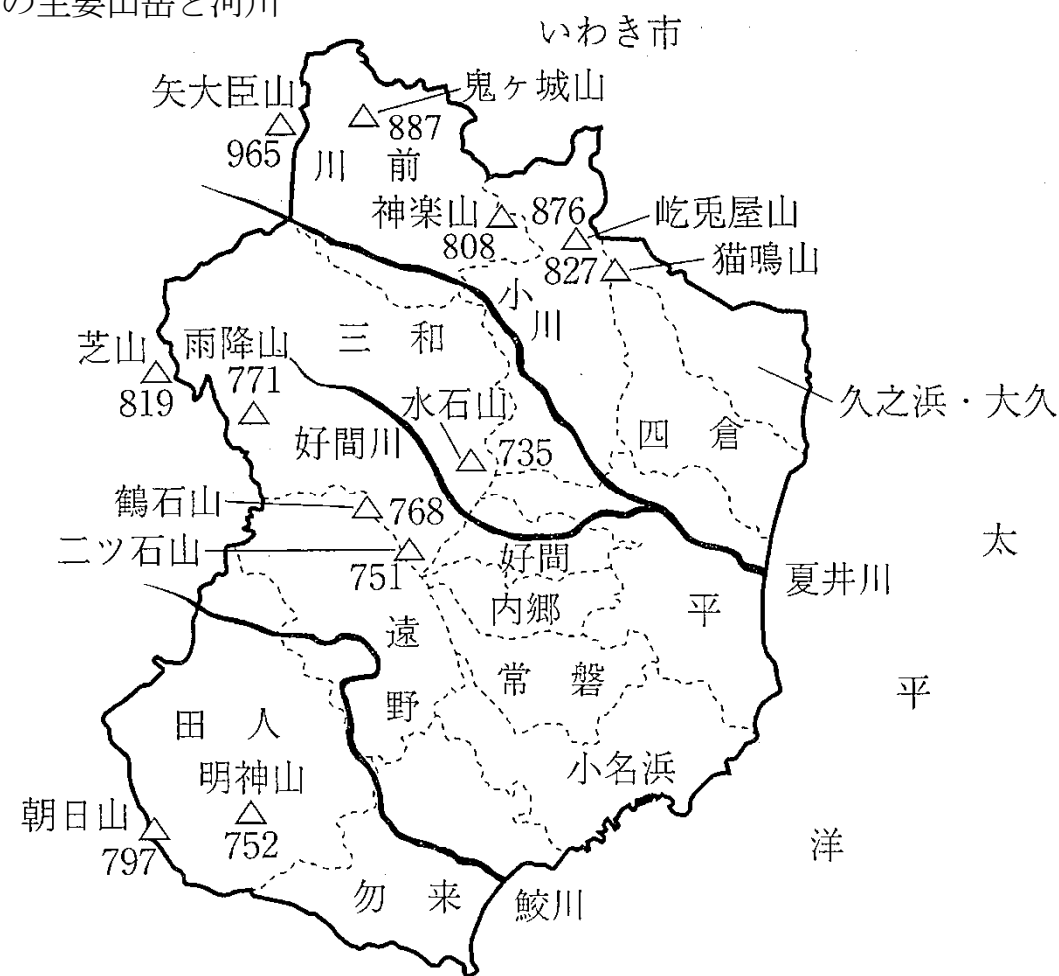 の主要山岳と河川
いわき市
矢大臣山
965
鬼ヶ城山
887
川前
神楽山
808
876
屹兎屋山
827
猫鳴山
小川
三和
芝山
819
雨降山
771
水石山
735
好間川
四倉
久之浜・大久
鶴石山
768
二ツ石山
751
好間
内郷
平
夏井川
遠野
常磐
太平洋
田人
明神山
752
小名浜
朝日山
797
勿来
鮫川